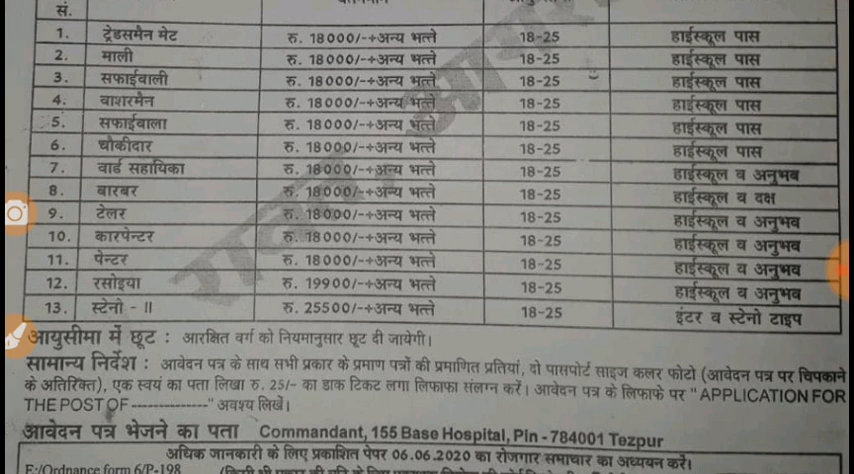 सं.
1. ट्रेडसमैन मेट रु. 18000/-+अन्य भत्ते 18-25 हाईस्कूल पास
2. माली रु. 18000/-+अन्य भत्ते 18-25 हाईस्कूल पास
3. सफाईवाली रु. 18000/-+अन्य भत्ते 18-25 हाईस्कूल पास
4. वाशरमैन रु. 18000/-+अन्य भत्ते 18-25 हाईस्कूल पास
5. सफाईवाला रु. 18000/-+अन्य भत्ते 18-25 हाईस्कूल पास
6. चौकीदार रु. 18000/-+अन्य भत्ते 18-25 हाईस्कूल पास
7. वार्ड सहायिका रु. 18000/-+अन्य भत्ते 18-25 हाईस्कूल व अनुभव
8. बारबर रु. 18000/-+अन्य भत्ते 18-25 हाईस्कूल व दक्ष
9. टेलर रु. 18000/-+अन्य भत्ते 18-25 हाईस्कूल व अनुभव
10. कारपेन्टर रु. 18000/-+अन्य भत्ते 18-25 हाईस्कूल व अनुभव
11. पेन्टर रु. 18000/-+अन्य भत्ते 18-25 हाईस्कूल व अनुभव
12. रसोइया रु. 19900/-+अन्य भत्ते 18-25 हाईस्कूल व अनुभव
13. स्टेनो - II रु. 25500/-+अन्य भत्ते 18-25 इंटर व स्टेनो टाइप
आयुसीमा में छूट : आरक्षित वर्ग को नियमानुसार छूट दी जायेगी।
सामान्य निर्देश : आवेदन पत्र के साथ सभी प्रकार के प्रमाण पत्रों की प्रमाणित प्रतियां, दो पासपोर्ट साइज कलर फोटो (आवेदन पत्र पर चिपकाने
के अतिरिक्त), एक स्वयं का पता लिखा रु. 25/- का डाक टिकट लगा लिफाफा संलग्न करें। आवेदन पत्र के लिफाफे पर " APPLICATION FOR
THE POST OF --------------" अवश्य लिखें।
आवेदन पत्र भेजने का पता Commandant, 155 Base Hospital, Pin - 784001 Tezpur
अधिक जानकारी के लिए प्रकाशित पेपर 06.06.2020 का रोजगार समाचार का अध्ययन करें।
F:/Ordnance form 6/P-198